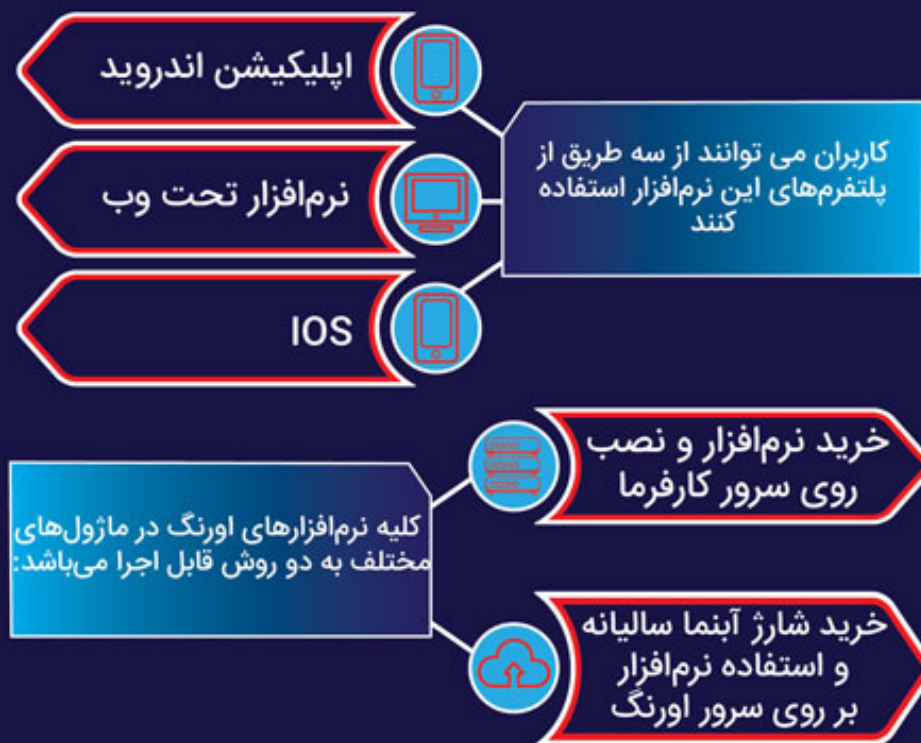 کاربران می توانند از سه طریق از
پلتفرم‌های این نرم‌افزار استفاده
کنند
اپلیکیشن اندروید
نرم‌افزار تحت وب
IOS
کلیه نرم‌افزارهای اورنگ در ماژول‌های
مختلف به دو روش قابل اجرا می‌باشد:
خرید نرم‌افزار و نصب
روی سرور کارفرما
خرید شارژ آبنما سالیانه
و استفاده نرم‌افزار
بر روی سرور اورنگ